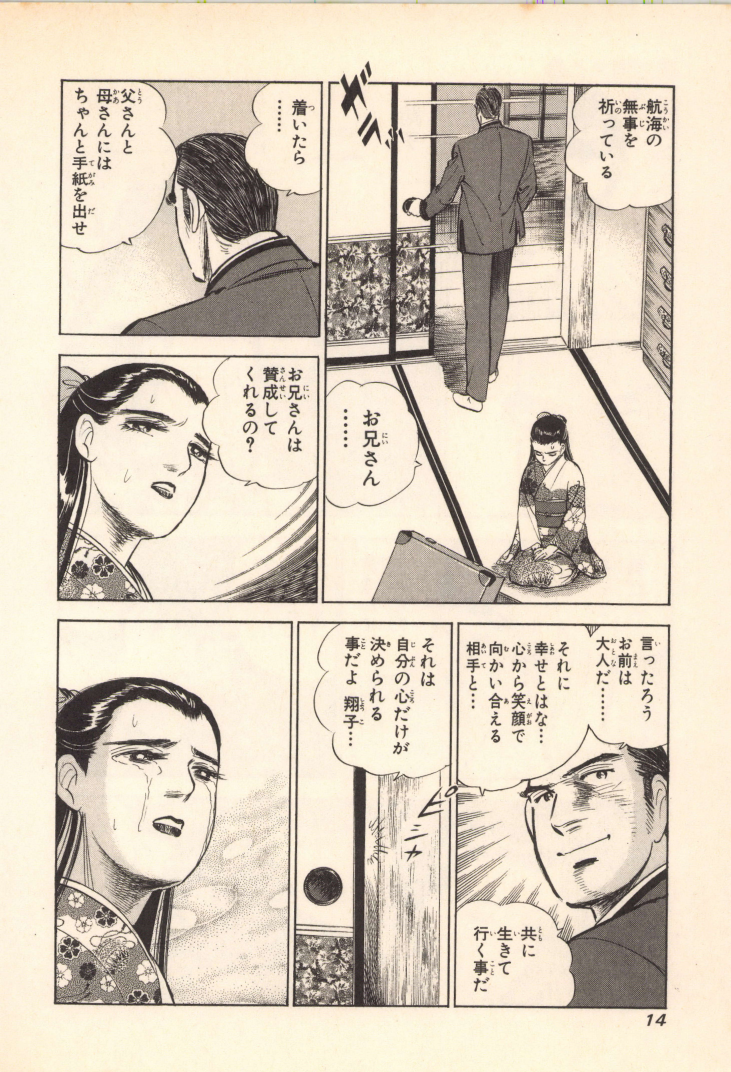 航海の
無事を
祈っている
ガラッ
お兄さん
……
着いたら
……
父さんと
母さんには
ちゃんと手紙を出せ
お兄さんは
賛成して
くれるの?
言ったろう
お前は
大人だ……
それに
幸せとはな…
心から笑顔で
向かい合える
相手と…
共に
生きて
行く事だ
それは
自分の心だけが
決められる
事だよ 翔子…
14